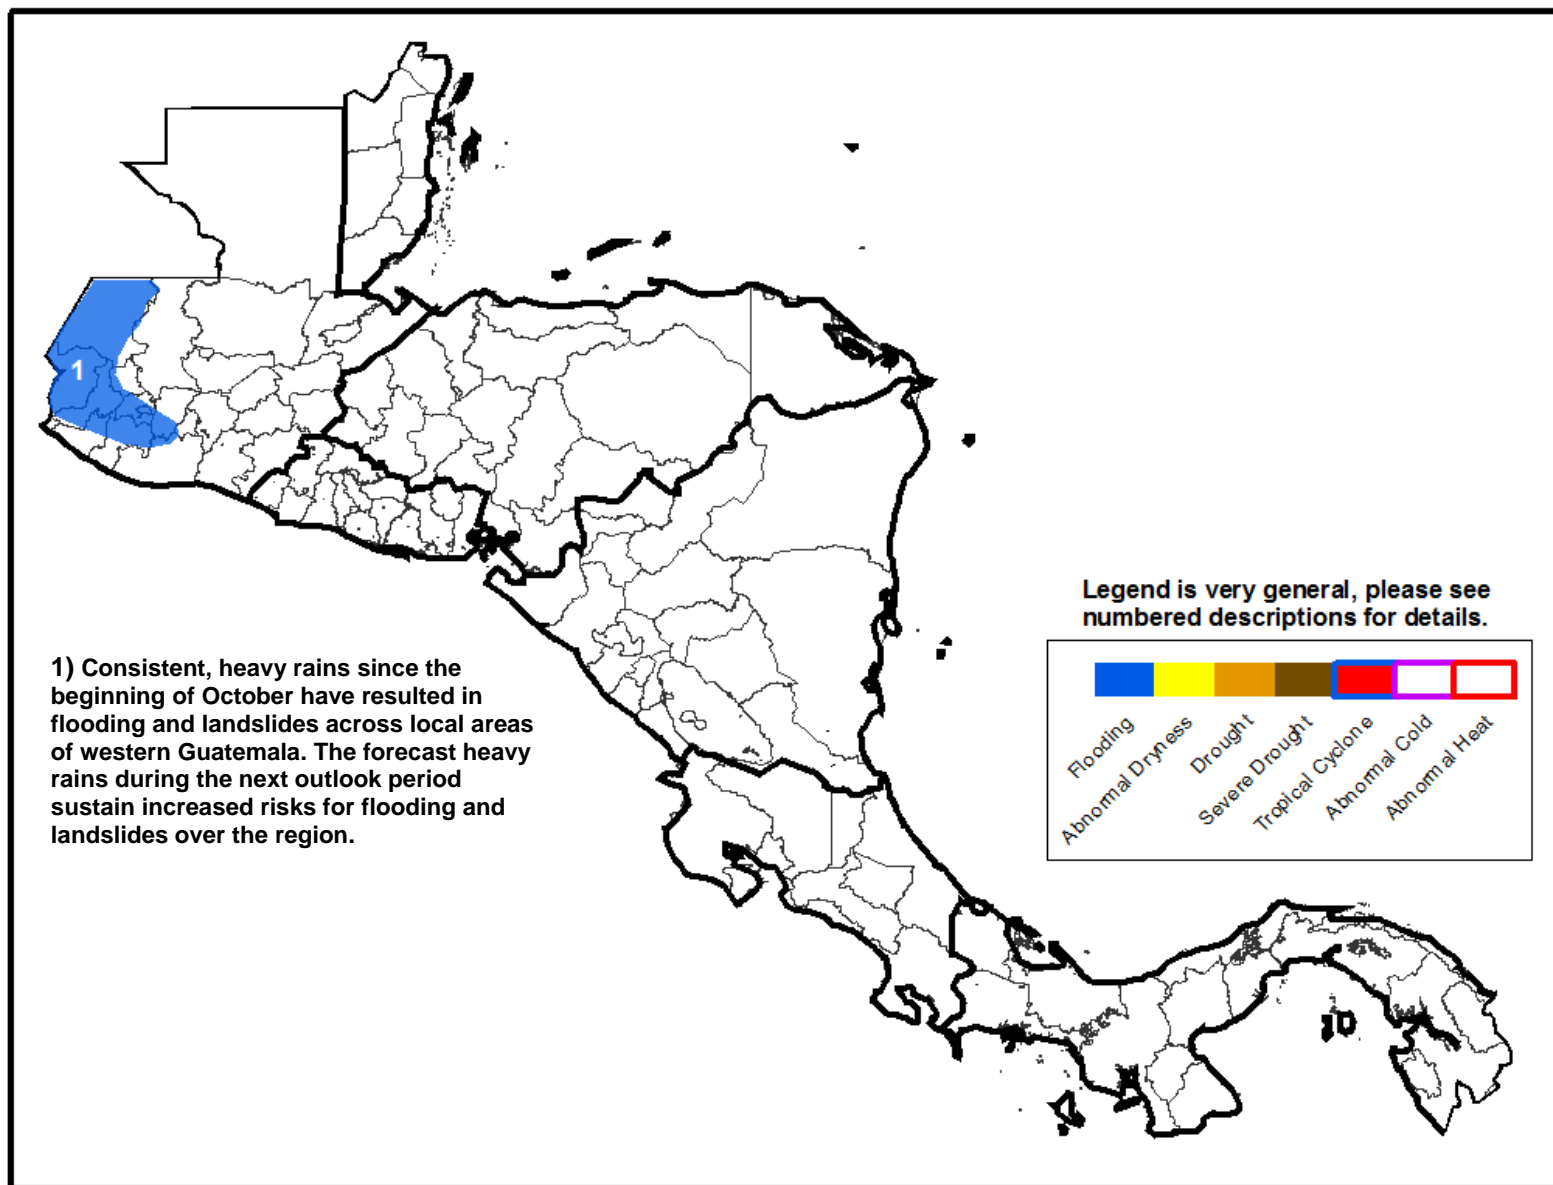 1
Legend is very general, please see
numbered descriptions for details.
Flooding
Abnormal Dryness
Drought
Severe Drought
Tropical Cyclone
Abnormal Cold
Abnormal Heat
1) Consistent, heavy rains since the
beginning of October have resulted in
flooding and landslides across local areas
of western Guatemala. The forecast heavy
rains during the next outlook period
sustain increased risks for flooding and
landslides over the region.